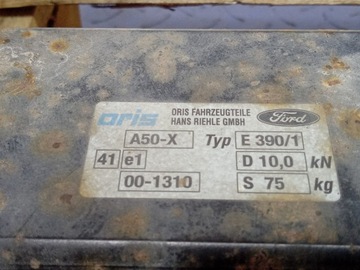 oris ORIS FAHRZEUGTEILE HANS RIEHLE GMBH Ford
A50-X Typ E 390/1
41 e1 D 10,0 kN
00-1310 S 75 kg